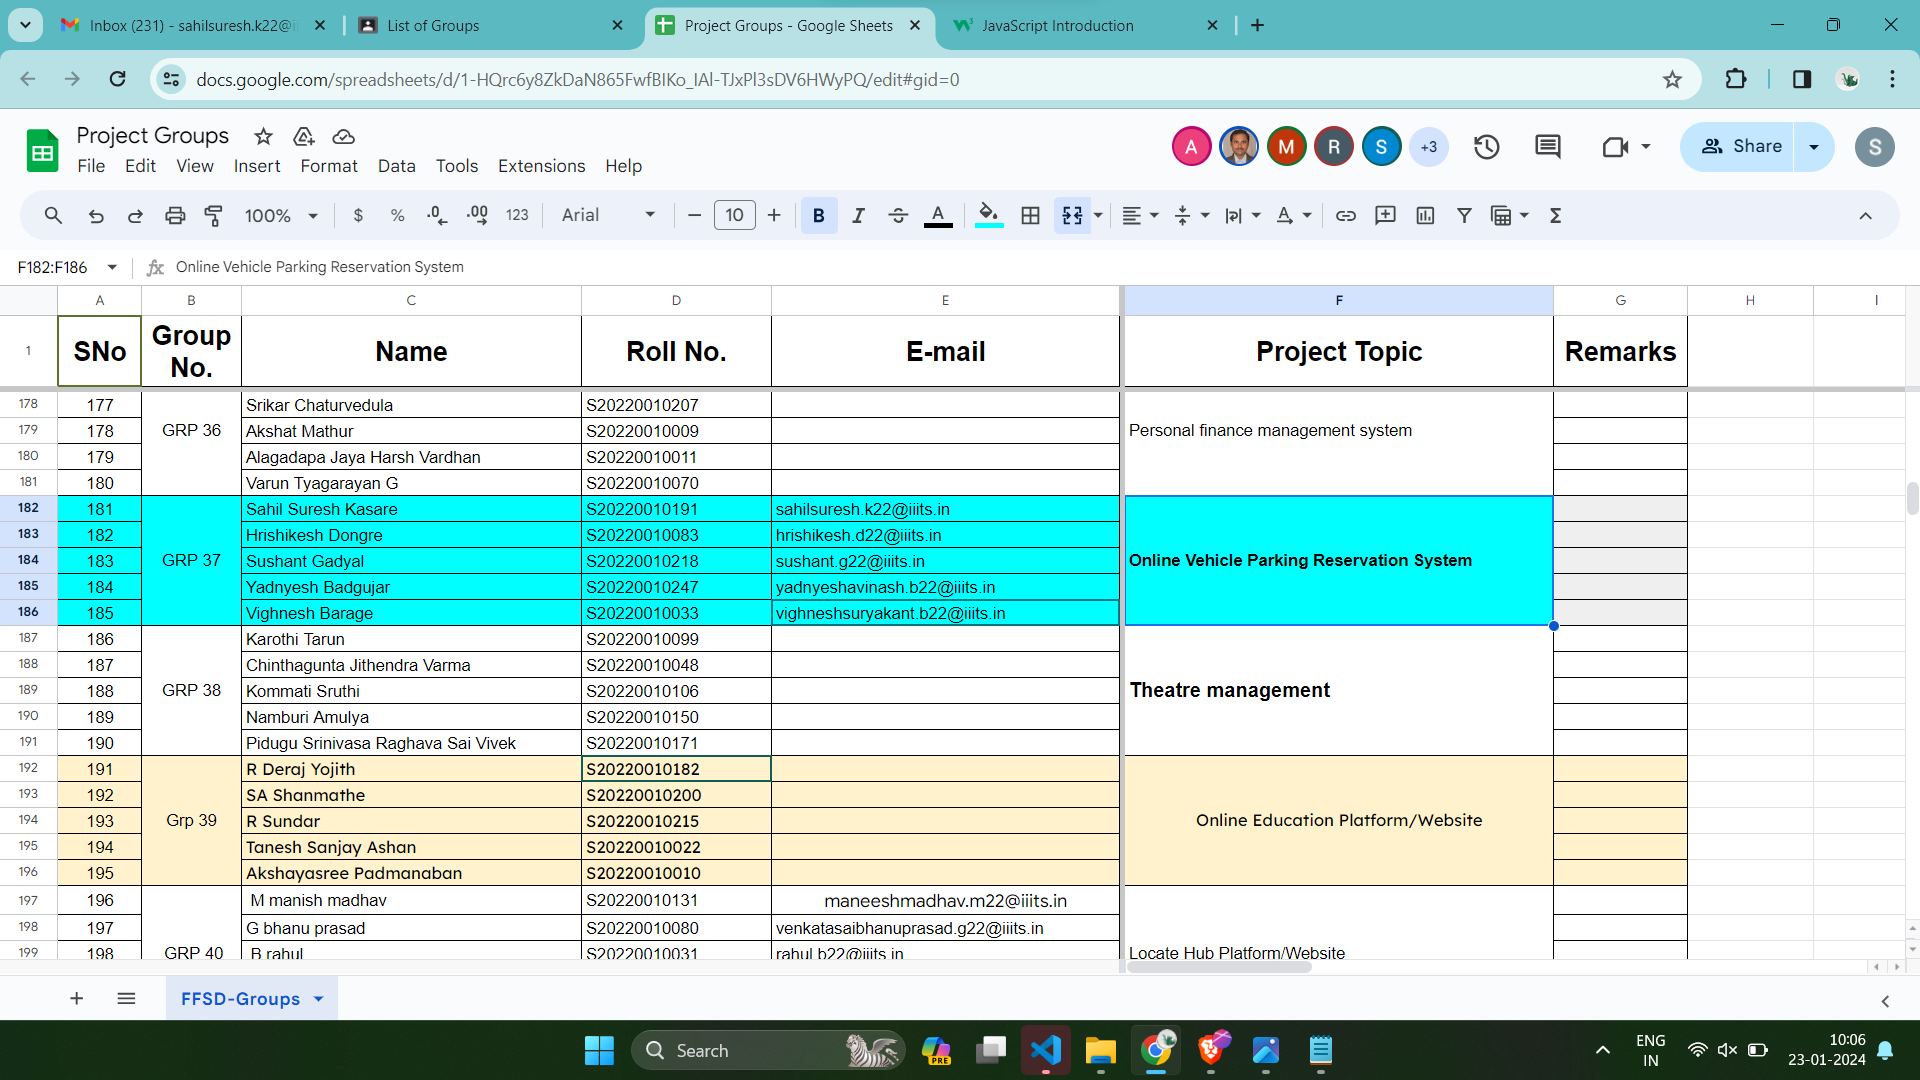 Inbox (231) - sahilsuresh.k22@ii
List of Groups
Project Groups - Google Sheets
JavaScript Introduction
docs.google.com/spreadsheets/d/1-HQrc6y8ZkDaN865FwfBIKo_lAl-TJxPl3sDV6HWyPQ/edit#gid=0
Project Groups
File Edit View Insert Format Data Tools Extensions Help
A M R S +3 Share S
100% $ % .0 .00 123 Arial 10 B I A Σ
F182:F186 fx Online Vehicle Parking Reservation System
A B C D E F G H I
1 SNo Group No. Name Roll No. E-mail Project Topic Remarks
178 177 Srikar Chaturvedula S20220010207
179 178 GRP 36 Akshat Mathur S20220010009 Personal finance management system
180 179 Alagadapa Jaya Harsh Vardhan S20220010011
181 180 Varun Tyagarayan G S20220010070
182 181 Sahil Suresh Kasare S20220010191 sahilsuresh.k22@iiits.in
183 182 Hrishikesh Dongre S20220010083 hrishikesh.d22@iiits.in
184 183 GRP 37 Sushant Gadyal S20220010218 sushant.g22@iiits.in Online Vehicle Parking Reservation System
185 184 Yadnyesh Badgujar S20220010247 yadnyeshavinash.b22@iiits.in
186 185 Vighnesh Barage S20220010033 vighneshsuryakant.b22@iiits.in
187 186 Karothi Tarun S20220010099
188 187 Chinthagunta Jithendra Varma S20220010048
189 188 GRP 38 Kommati Sruthi S20220010106 Theatre management
190 189 Namburi Amulya S20220010150
191 190 Pidugu Srinivasa Raghava Sai Vivek S20220010171
192 191 R Deraj Yojith S20220010182
193 192 SA Shanmathe S20220010200
194 193 Grp 39 R Sundar S20220010215 Online Education Platform/Website
195 194 Tanesh Sanjay Ashan S20220010022
196 195 Akshayasree Padmanaban S20220010010
197 196 M manish madhav S20220010131 maneeshmadhav.m22@iiits.in
198 197 G bhanu prasad S20220010080 venkatasaibhanuprasad.g22@iiits.in
199 198 GRP 40 B rahul S20220010031 rahul.b22@iiits.in Locate Hub Platform/Website
FFSD-Groups
Search
PRE
ENG
IN
10:06
23-01-2024